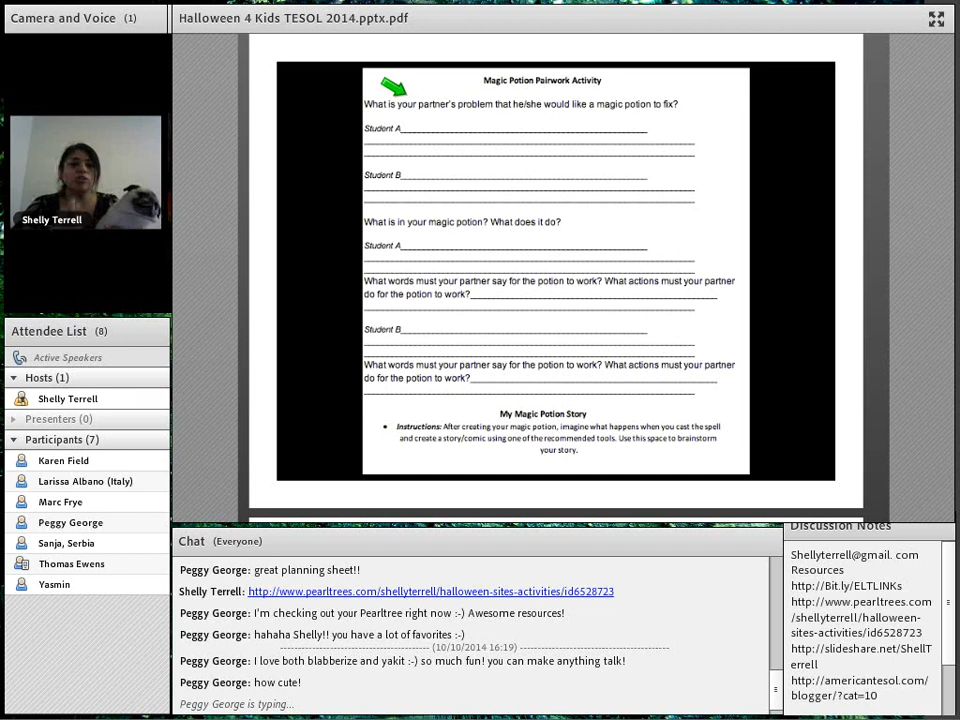 Camera and Voice (1)
Shelly Terrell
Attendee List (8)
Active Speakers
Hosts (1)
Shelly Terrell
Presenters (0)
Participants (7)
Karen Field
Larissa Albano (Italy)
Marc Frye
Peggy George
Sanja, Serbia
Thomas Ewens
Yasmin
Halloween 4 Kids TESOL 2014.pptx.pdf
Magic Potion Pairwork Activity
What is your partner's problem that he/she would like a magic potion to fix?
Student A
Student B
What is in your magic potion? What does it do?
Student A
What words must your partner say for the potion to work? What actions must your partner
do for the potion to work?
Student B
What words must your partner say for the potion to work? What actions must your partner
do for the potion to work?
My Magic Potion Story
• Instructions: After creating your magic potion, imagine what happens when you cast the spell
and create a story/comic using one of the recommended tools. Use this space to brainstorm
your story.
Chat (Everyone)
Peggy George: great planning sheet!!
Shelly Terrell: http://www.pearltrees.com/shellyterrell/halloween-sites-activities/id6528723
Peggy George: I'm checking out your Pearltree right now :-) Awesome resources!
Peggy George: hahaha Shelly!! you have a lot of favorites :-)
(10/10/2014 16:19)
Peggy George: I love both blabberize and yakit :-) so much fun! you can make anything talk!
Peggy George: how cute!
Peggy George is typing...
Discussion Notes
Shellyterrell@gmail. com
Resources
http://Bit.ly/ELTLINKs
http://www.pearltrees.com
/shellyterrell/halloween-
sites-activities/id6528723
http://slideshare.net/ShellT
errell
http://americantesol.com/
blogger/?cat=10